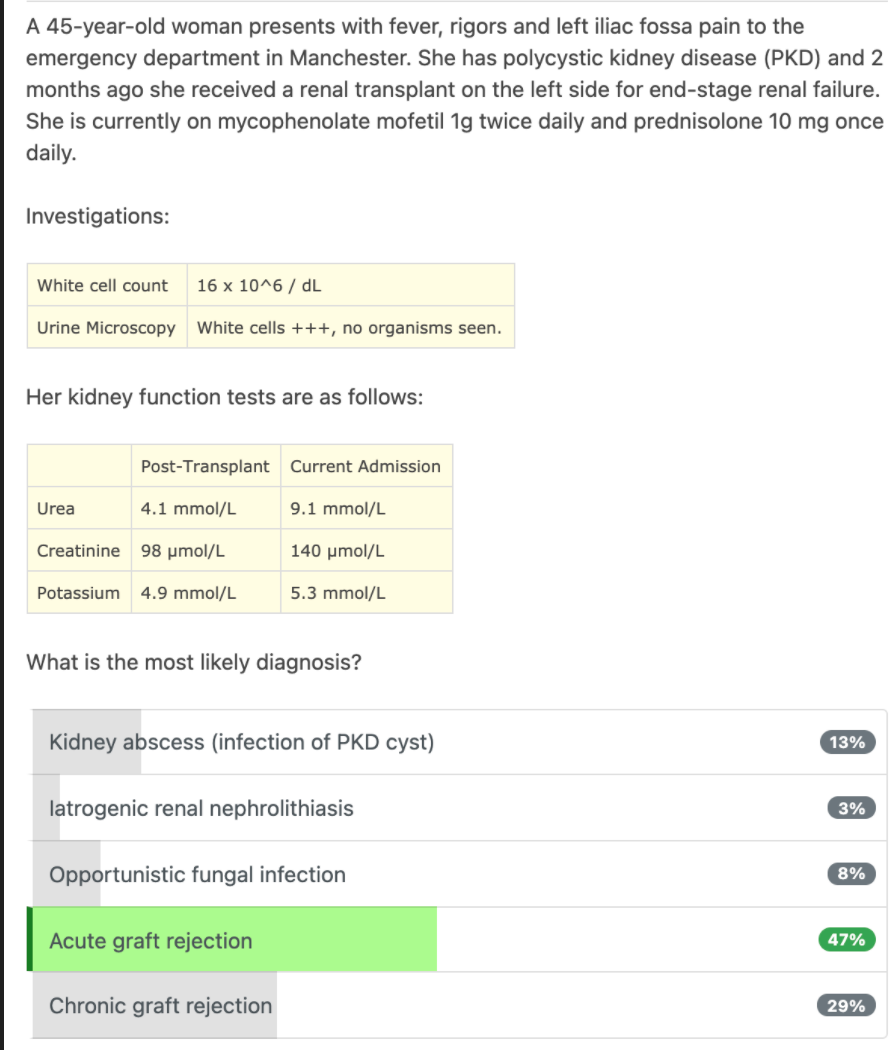 A 45-year-old woman presents with fever, rigors and left iliac fossa pain to the
emergency department in Manchester. She has polycystic kidney disease (PKD) and 2
months ago she received a renal transplant on the left side for end-stage renal failure.
She is currently on mycophenolate mofetil 1g twice daily and prednisolone 10 mg once
daily.
Investigations:
White cell count 16 x 10^6 / dL
Urine Microscopy White cells +++, no organisms seen.
Her kidney function tests are as follows:
Post-Transplant Current Admission
Urea 4.1 mmol/L 9.1 mmol/L
Creatinine 98 µmol/L 140 µmol/L
Potassium 4.9 mmol/L 5.3 mmol/L
What is the most likely diagnosis?
Kidney abscess (infection of PKD cyst) 13%
Iatrogenic renal nephrolithiasis 3%
Opportunistic fungal infection 8%
Acute graft rejection 47%
Chronic graft rejection 29%